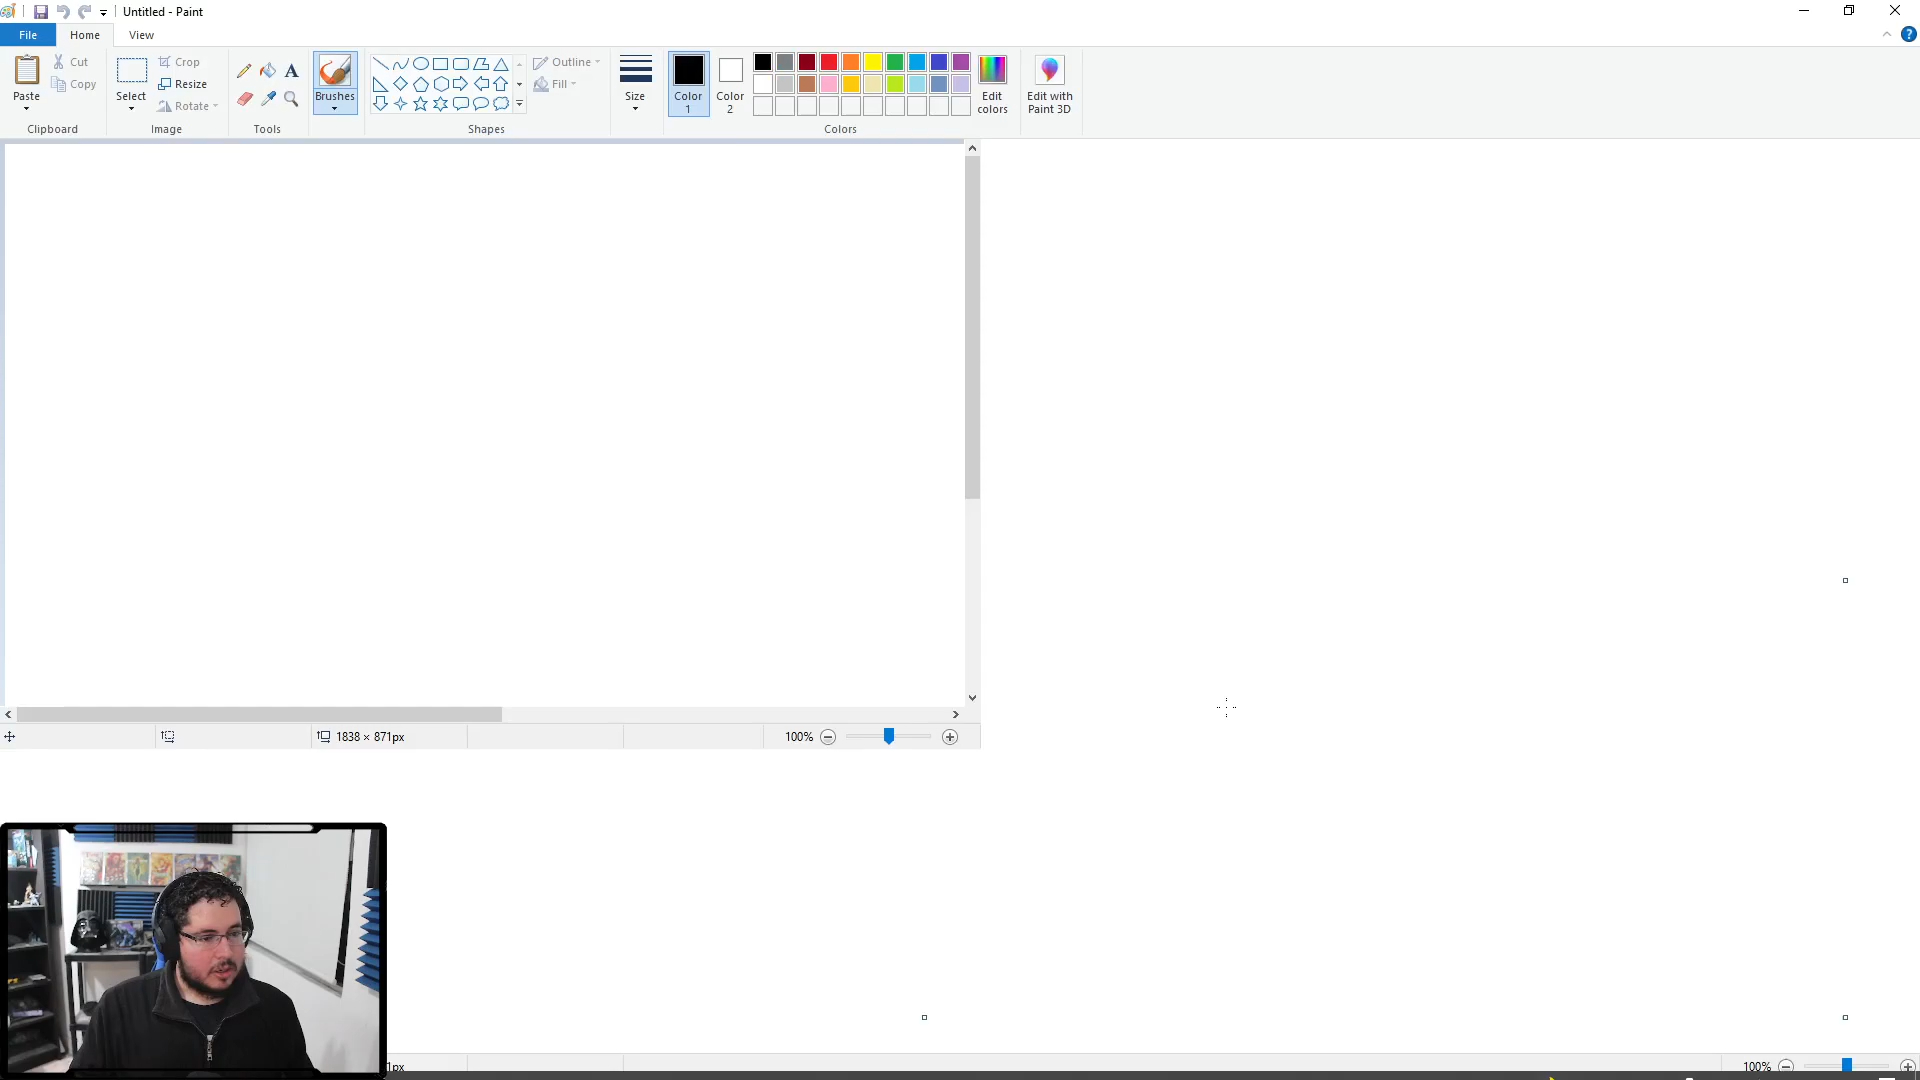 Untitled - Paint
File Home View
Paste Cut Copy
Clipboard
Select Crop Resize Rotate
Image
A
Tools
Brushes
Outline Fill
Shapes
Size
Color 1
Color 2
Edit colors
Colors
Edit with Paint 3D
?
1838 × 871px 100%
1px 100%